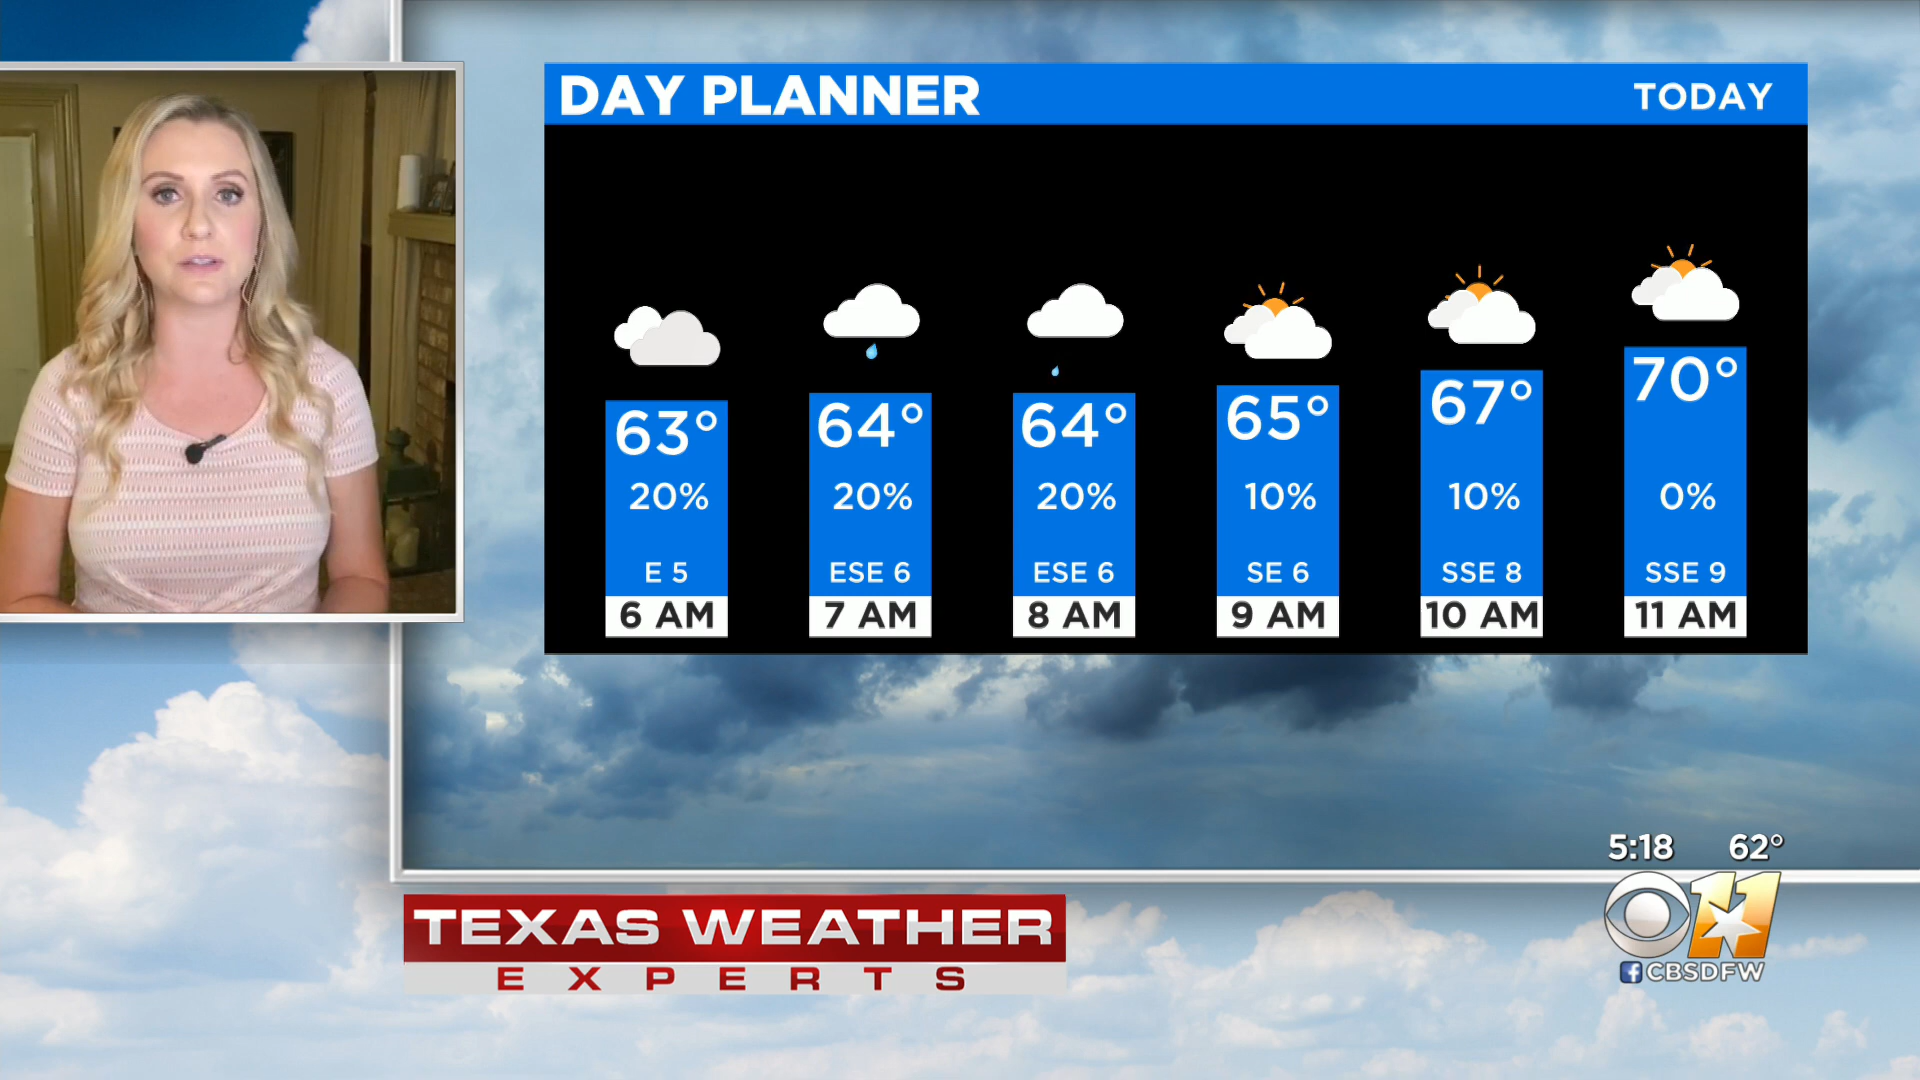 DAY PLANNER TODAY
63° 64° 64° 65° 67° 70°
20% 20% 20% 10% 10% 0%
E 5 ESE 6 ESE 6 SE 6 SSE 8 SSE 9
6 AM 7 AM 8 AM 9 AM 10 AM 11 AM
5:18 62°
TEXAS WEATHER
EXPERTS
11
f CBSDFW